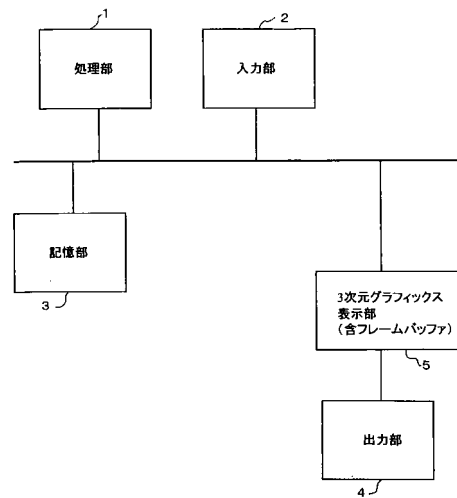 1
処理部
2
入力部
記憶部
3
3次元グラフィックス
表示部
(含フレームバッファ)
5
出力部
4